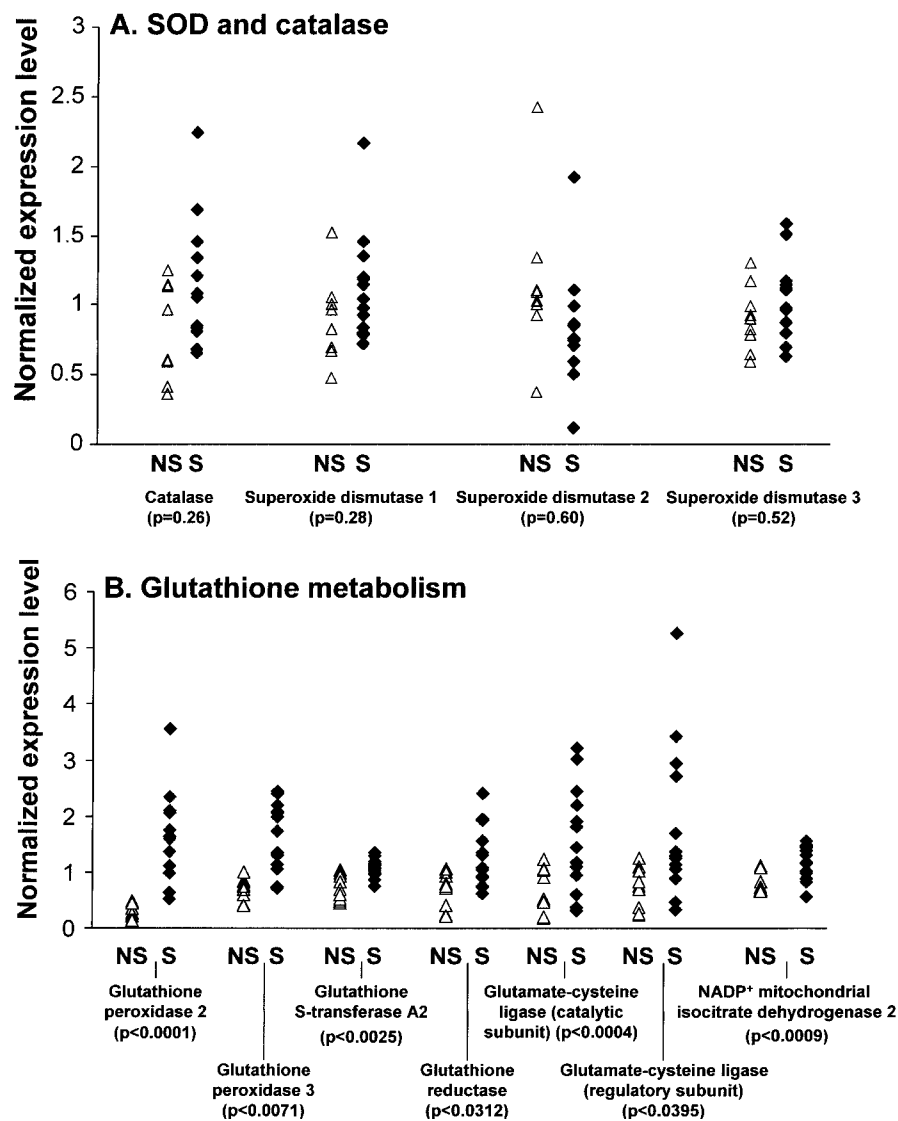 A. SOD and catalase
Normalized expression level
3
2.5
2
1.5
1
0.5
0
NS S NS S NS S NS S
Catalase Superoxide dismutase 1 Superoxide dismutase 2 Superoxide dismutase 3
(p=0.26) (p=0.28) (p=0.60) (p=0.52)
B. Glutathione metabolism
Normalized expression level
6
5
4
3
2
1
0
NS S NS S NS S NS S NS S NS S NS S
Glutathione
peroxidase 2
(p<0.0001)
Glutathione
peroxidase 3
(p<0.0071)
Glutathione
S-transferase A2
(p<0.0025)
Glutathione
reductase
(p<0.0312)
Glutamate-cysteine
ligase (catalytic
subunit) (p<0.0004)
Glutamate-cysteine ligase
(regulatory subunit)
(p<0.0395)
NADP⁺ mitochondrial
isocitrate dehydrogenase 2
(p<0.0009)